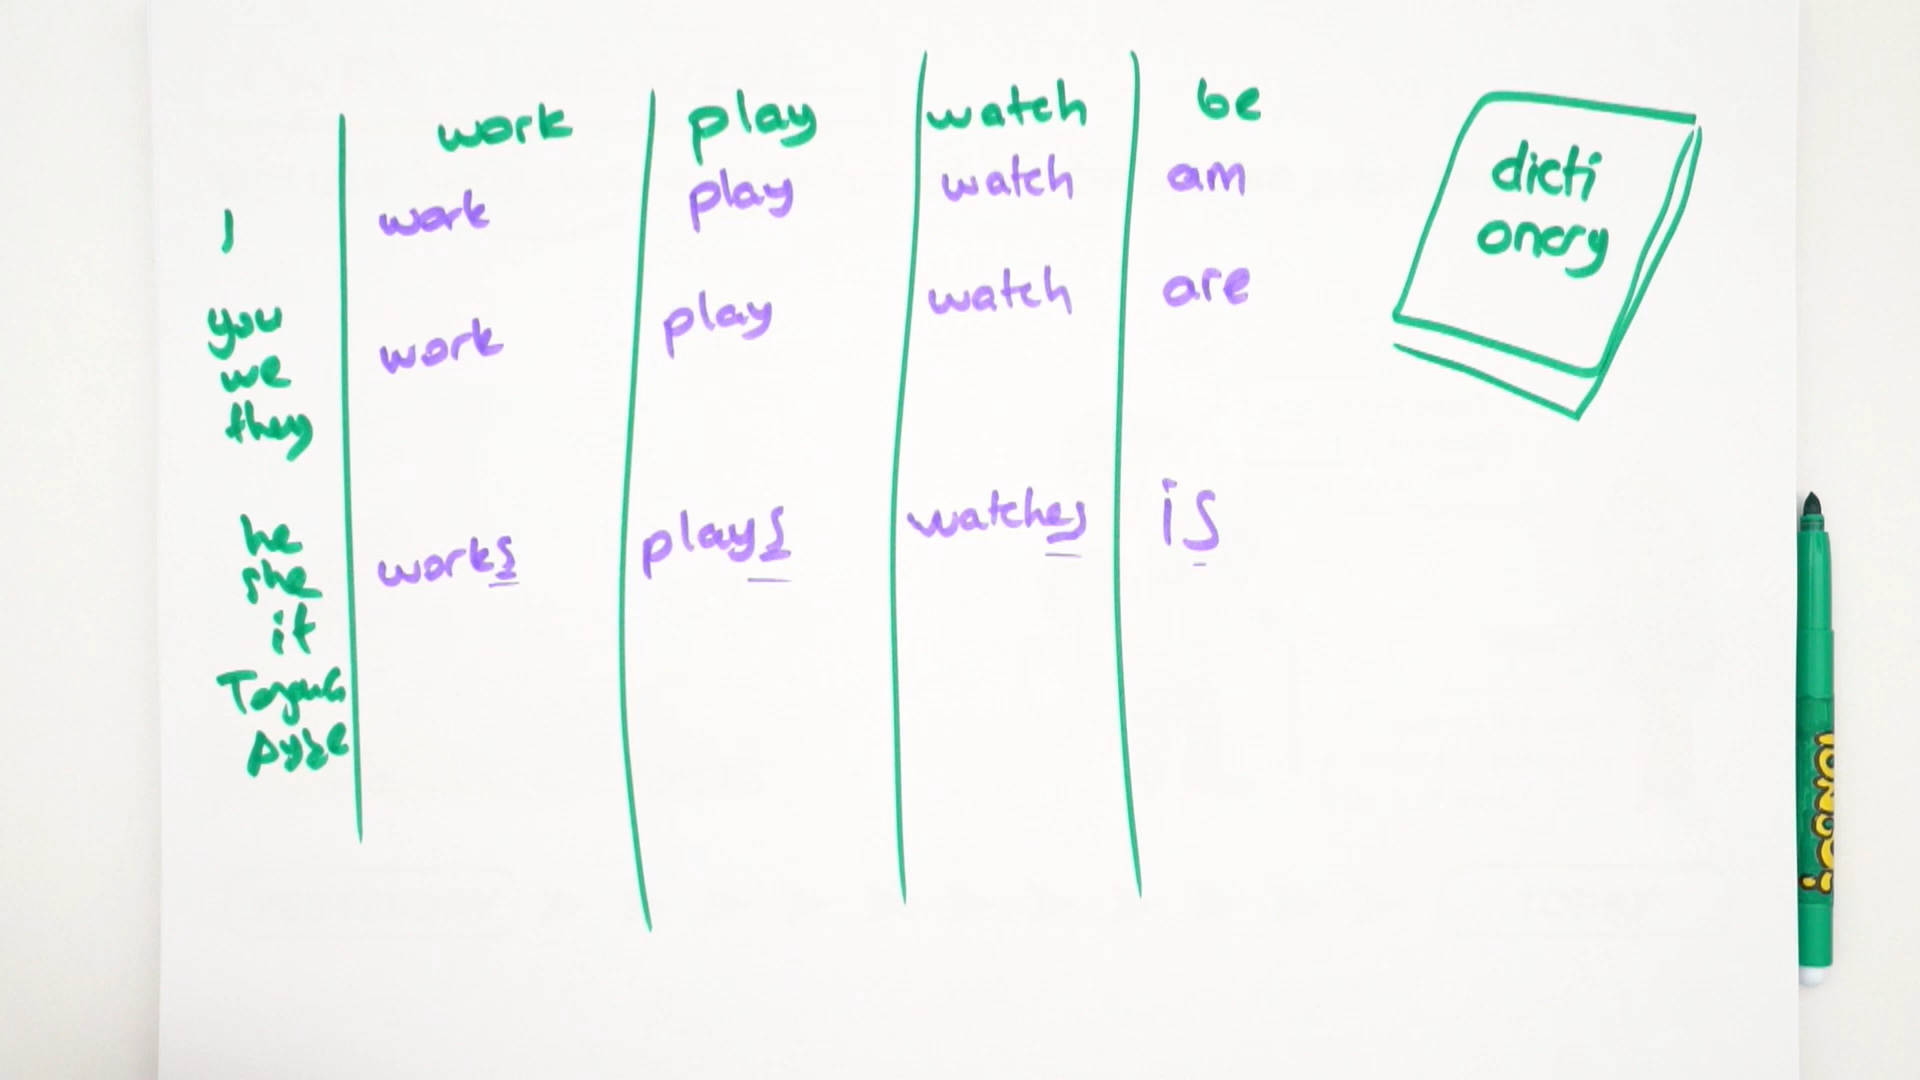 work play watch be
I work play watch am
you work play watch are
we
they
he works plays watches is
she
it
Ayşe
dicti
onery